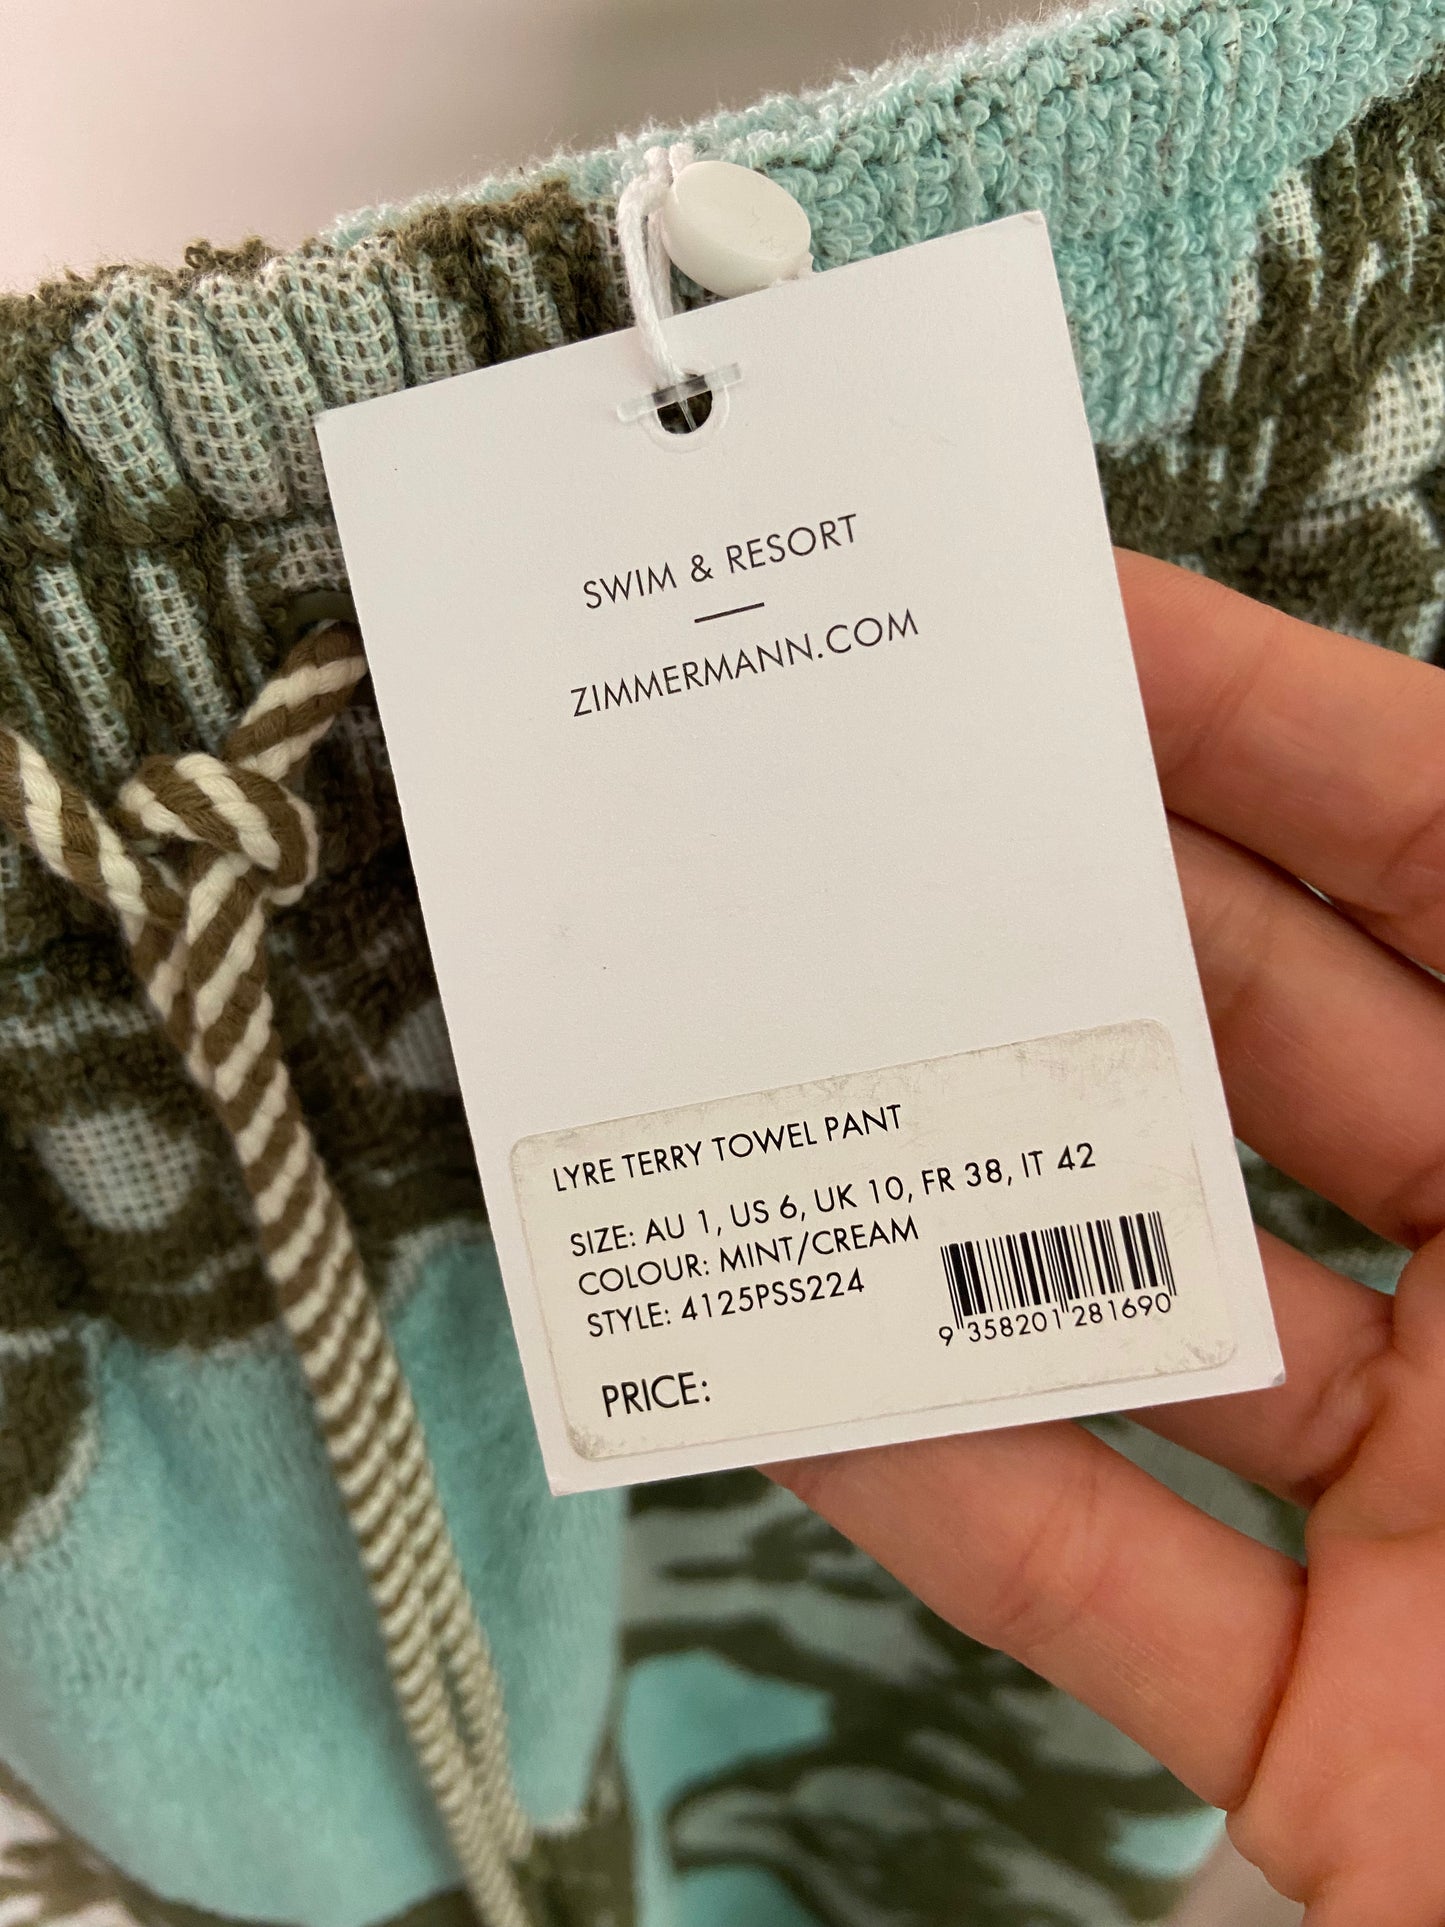 SWIM & RESORT
ZIMMERMANN.COM
LYRE TERRY TOWEL PANT
SIZE: AU 1, US 6, UK 10, FR 38, IT 42
COLOUR: MINT/CREAM
STYLE: 4125PSS224
9 358201 281690
PRICE: